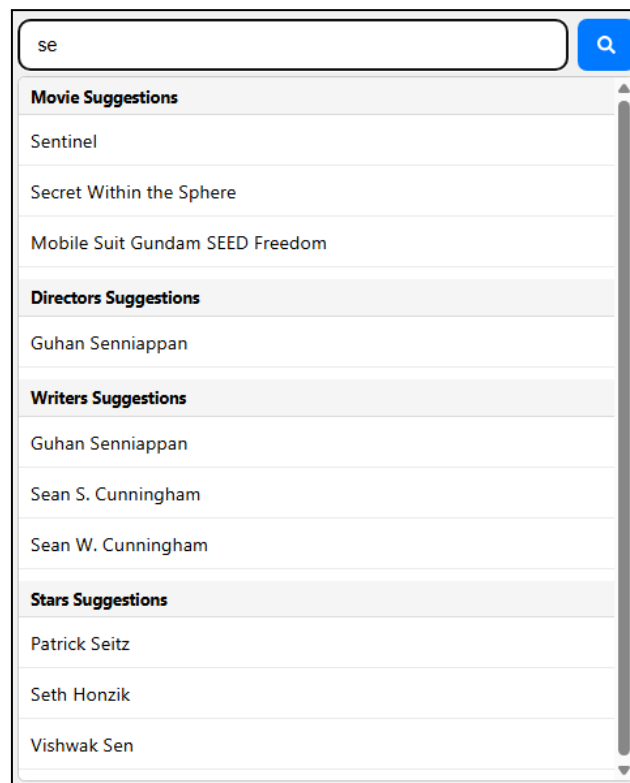 se
Movie Suggestions
Sentinel
Secret Within the Sphere
Mobile Suit Gundam SEED Freedom
Directors Suggestions
Guhan Senniappan
Writers Suggestions
Guhan Senniappan
Sean S. Cunningham
Sean W. Cunningham
Stars Suggestions
Patrick Seitz
Seth Honzik
Vishwak Sen